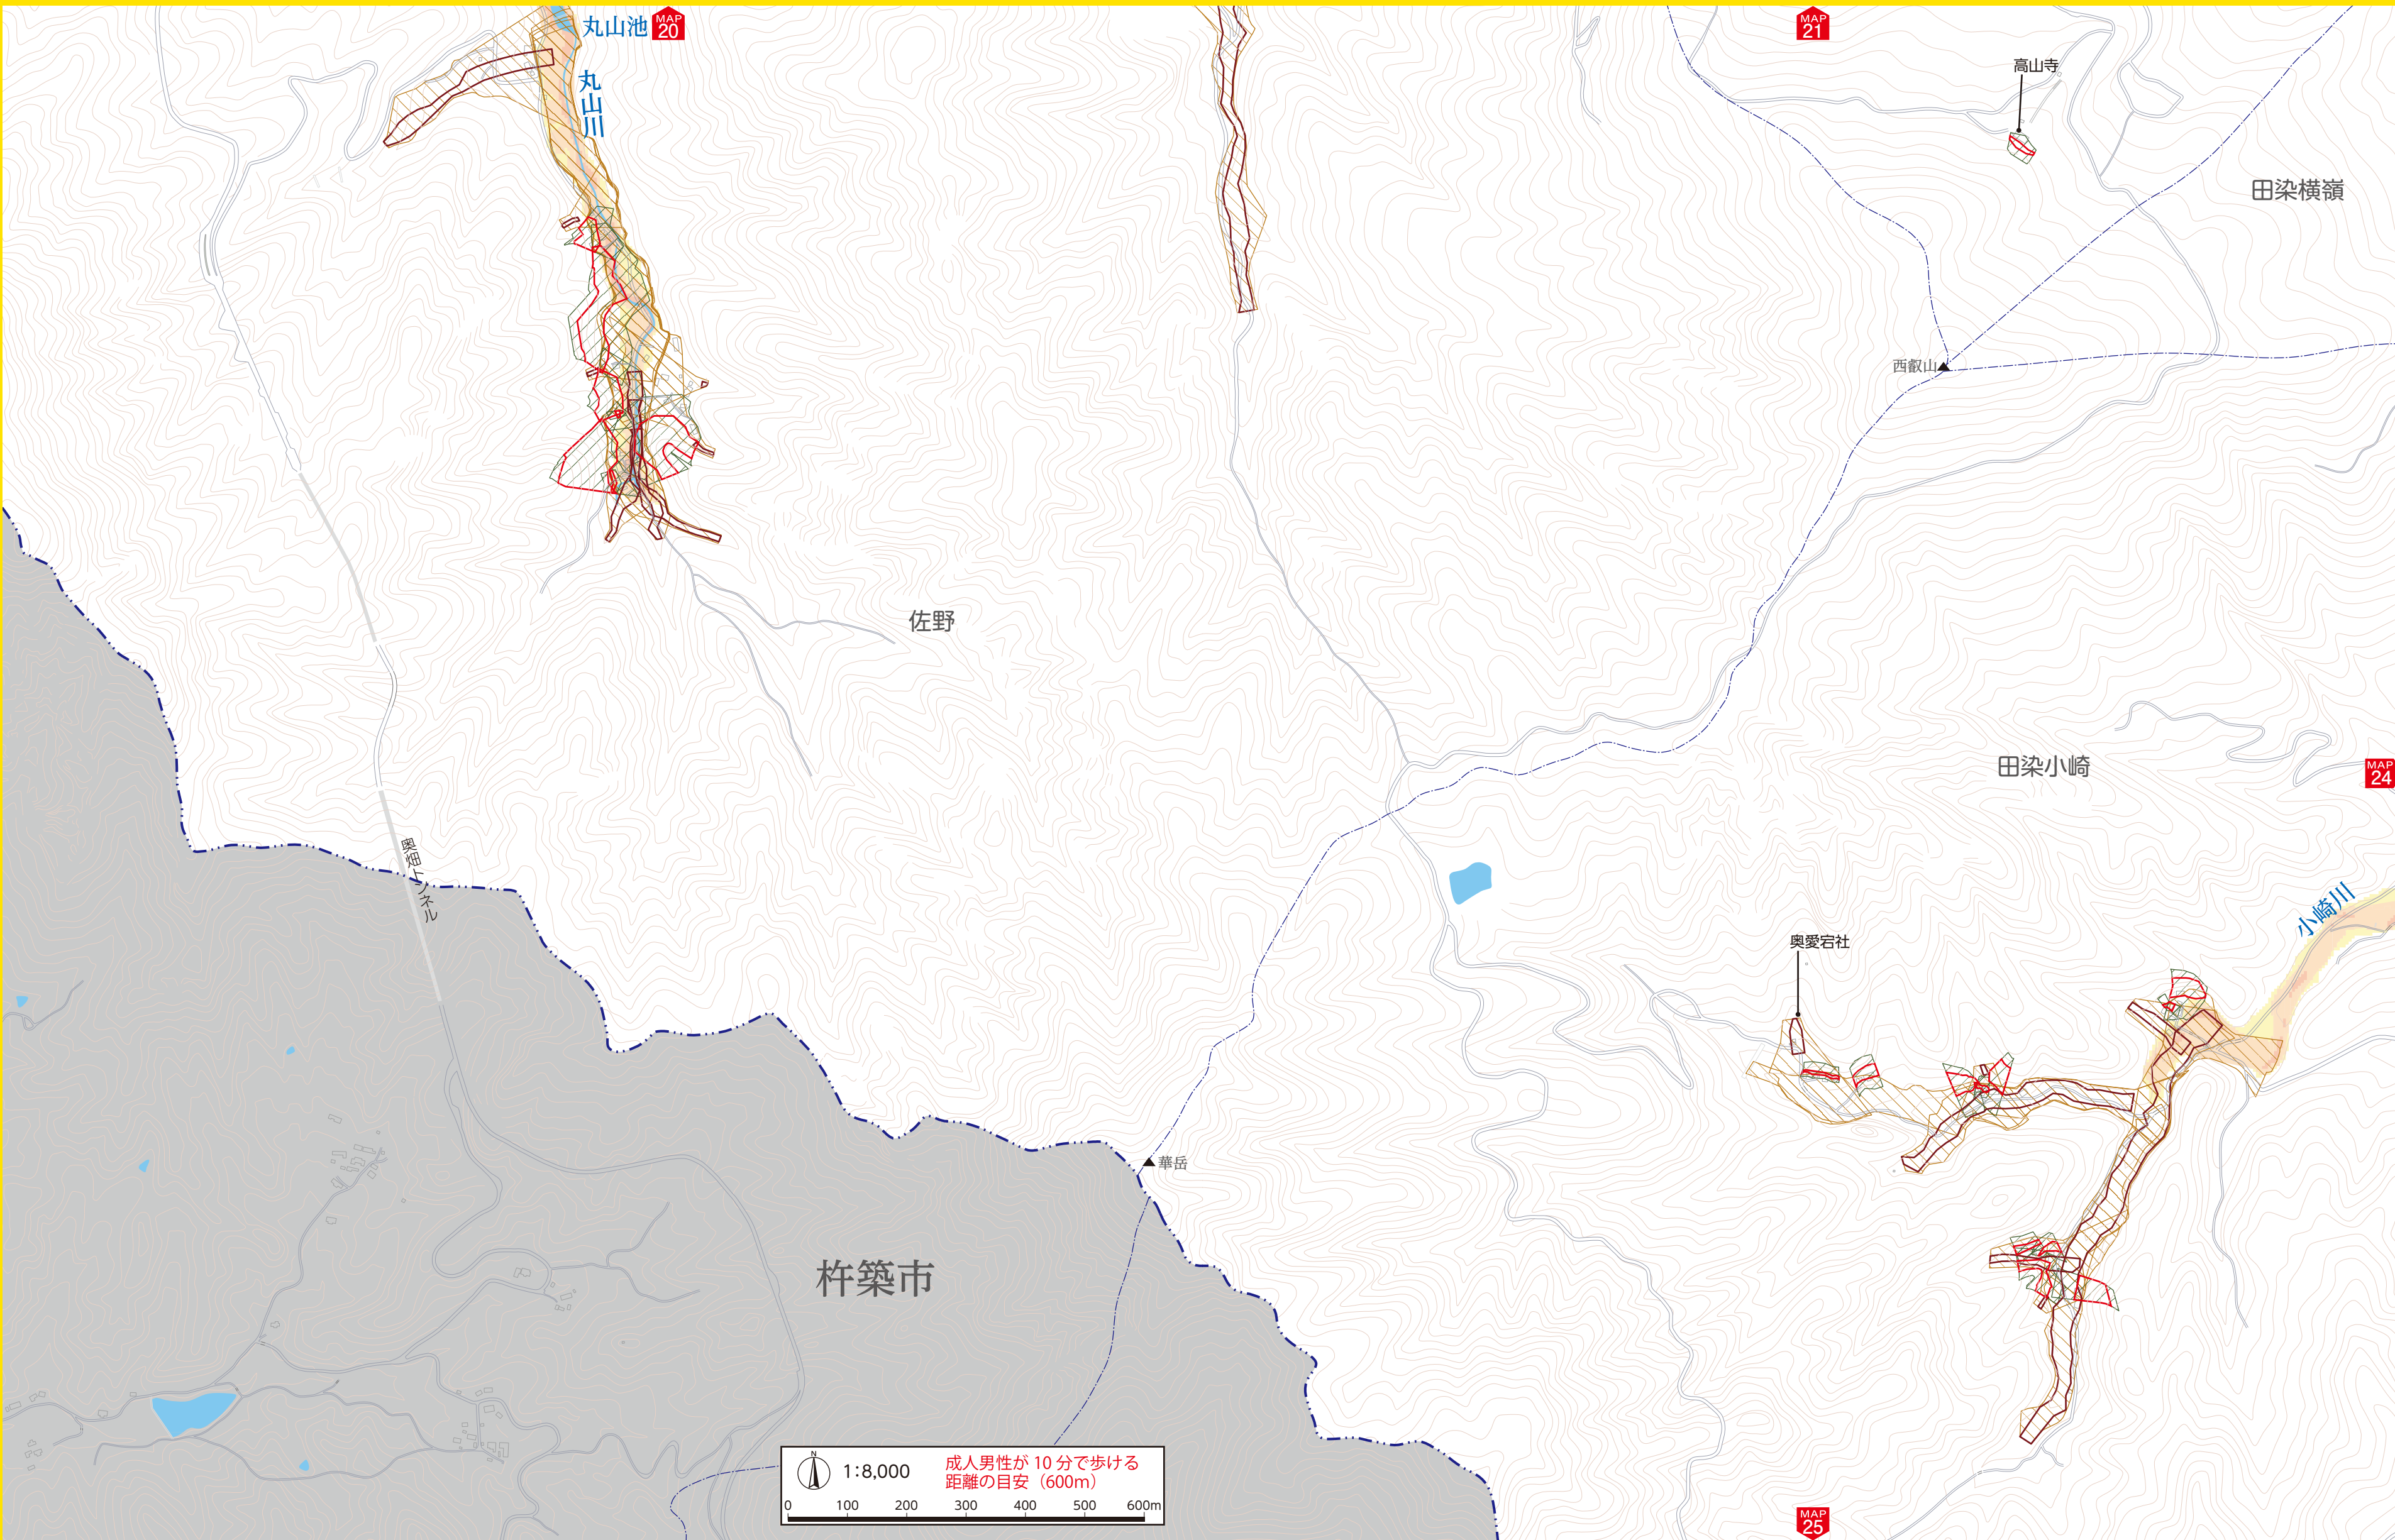 丸山池
MAP
20
MAP
21
丸山川
高山寺
田染横嶺
西叡山
佐野
田染小崎
MAP
24
奥畑トンネル
小崎川
奥愛宕社
華岳
杵築市
N
1:8,000
成人男性が 10 分で歩ける
距離の目安（600m）
0 100 200 300 400 500 600m
MAP
25